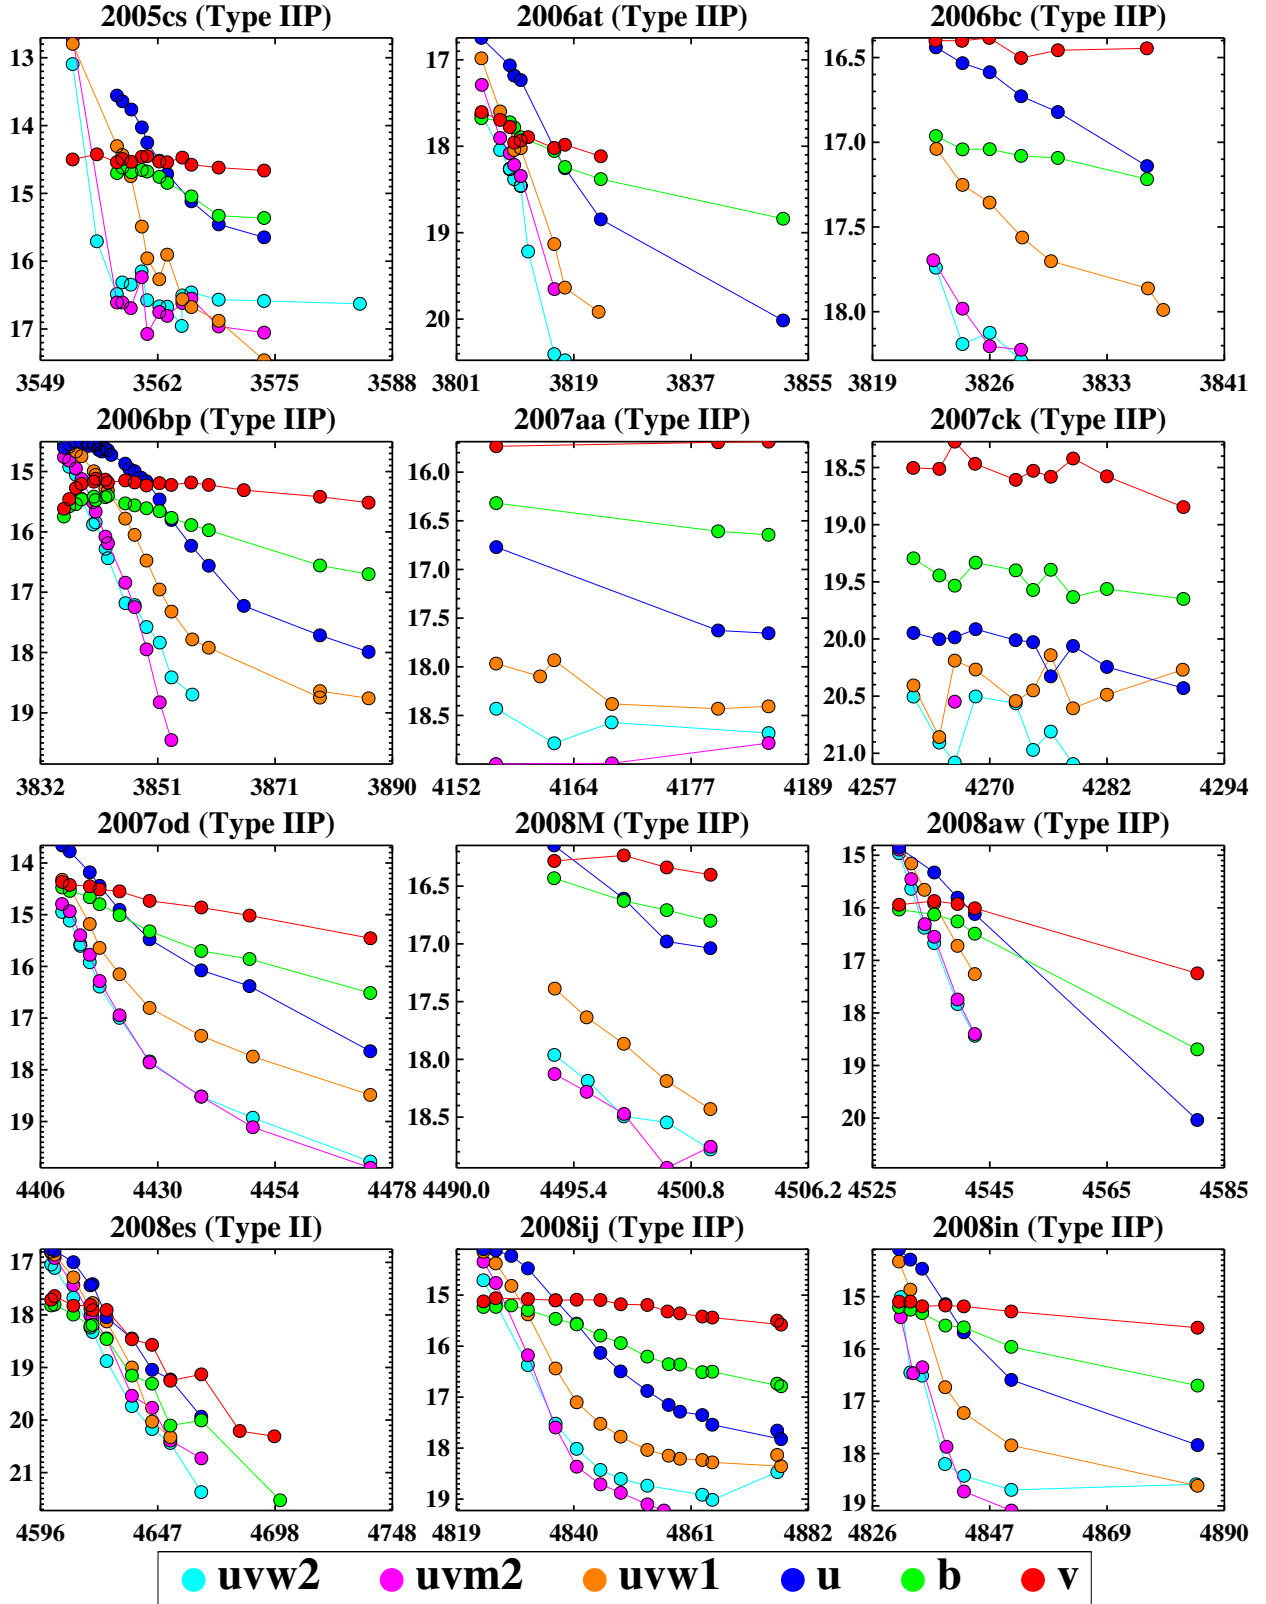 2005cs (Type IIP) 2006at (Type IIP) 2006bc (Type IIP)
13 14 15 16 17
3549 3562 3575 3588
17 18 19 20
3801 3819 3837 3855
16.5 17.0 17.5 18.0
3819 3826 3833 3841
2006bp (Type IIP) 2007aa (Type IIP) 2007ck (Type IIP)
15 16 17 18 19
3832 3851 3871 3890
16.0 16.5 17.0 17.5 18.0 18.5
4152 4164 4177 4189
18.5 19.0 19.5 20.0 20.5 21.0
4257 4270 4282 4294
2007od (Type IIP) 2008M (Type IIP) 2008aw (Type IIP)
14 15 16 17 18 19
4406 4430 4454 4478
16.5 17.0 17.5 18.0 18.5
4490.0 4495.4 4500.8 4506.2
15 16 17 18 19 20
4525 4545 4565 4585
2008es (Type II) 2008ij (Type IIP) 2008in (Type IIP)
17 18 19 20 21
4596 4647 4698 4748
15 16 17 18 19
4819 4840 4861 4882
15 16 17 18 19
4826 4847 4869 4890
uvw2 uvm2 uvw1 u b v